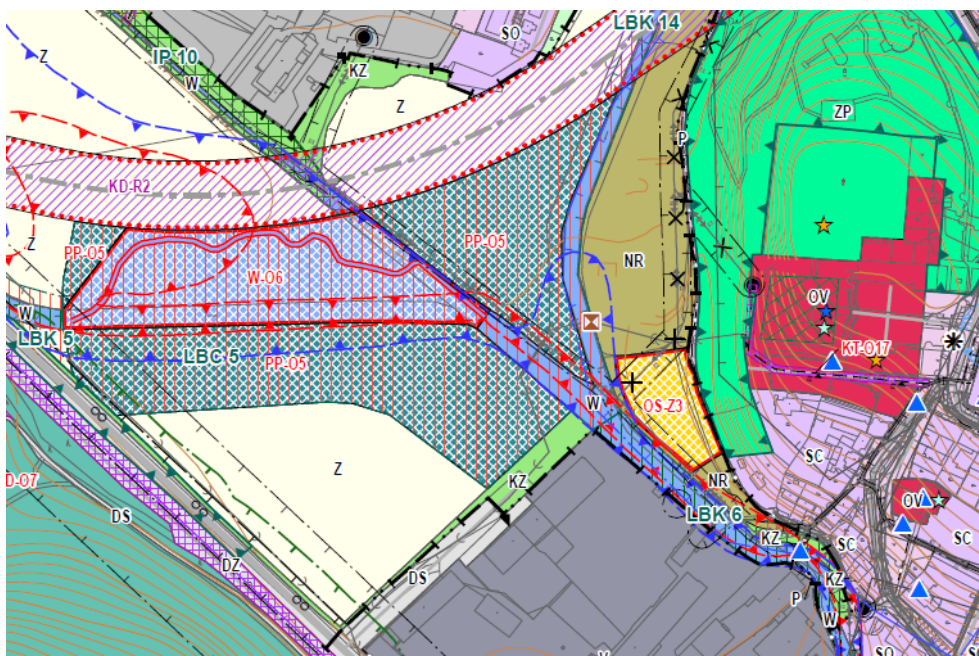 LBK 14
SO
Z
IP 10
KZ
W
Z
ZP
P
KD-R2
Z
PP-O5
PP-O5
NR
W-O6
OV
W
LBK 5
LBC 5
PP-O5
KT-O17
OS-Z3
W
SC
Z
NR
KZ
D-O7
OV
DS
LBK 6
KZ
SC
SC
DZ
DS
KZ
P
W
SO
SO